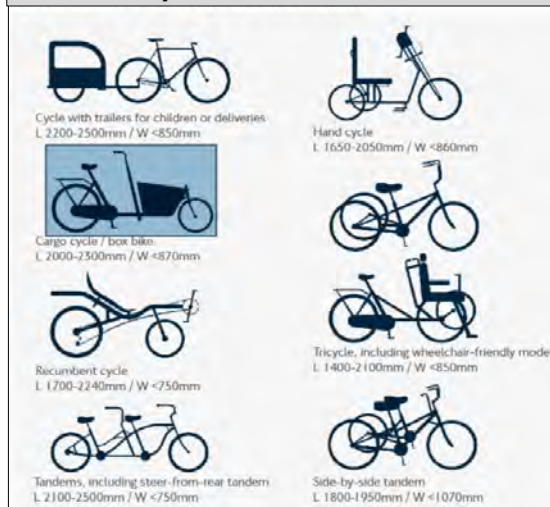 Cycle with trailers for children or deliveries
L 2200-2500mm / W <850mm
Hand cycle
L 1650-2050mm / W <860mm
Cargo cycle / box bike
L 2000-2300mm / W <870mm
Recumbent cycle
L 1700-2240mm / W <750mm
Tricycle, including wheelchair-friendly mode
L 1400-2100mm / W <850mm
Tandems, including steer-from-rear tandem
L 2100-2500mm / W <750mm
Side-by-side tandem
L 1800-1950mm / W <1070mm